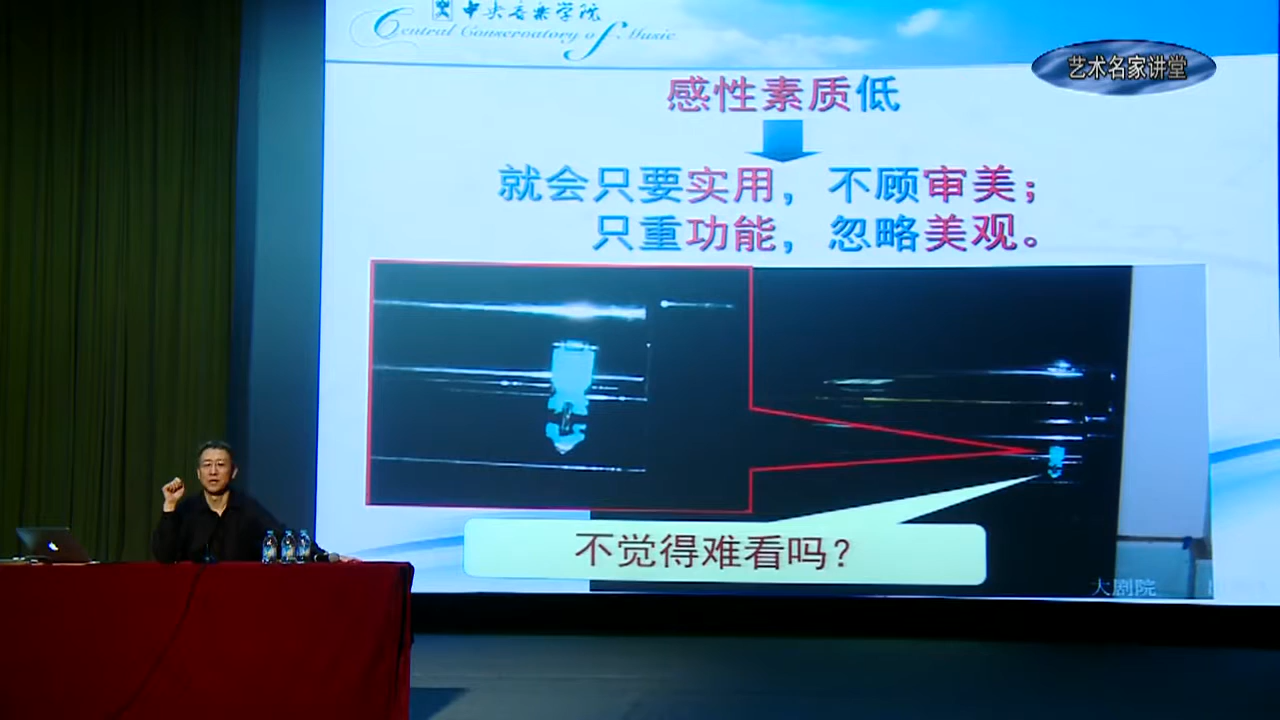 中央音乐学院
Central Conservatory of Music
艺术名家讲堂
感性素质低
就会只要实用，不顾审美；
只重功能，忽略美观。
不觉得难看吗？
大剧院